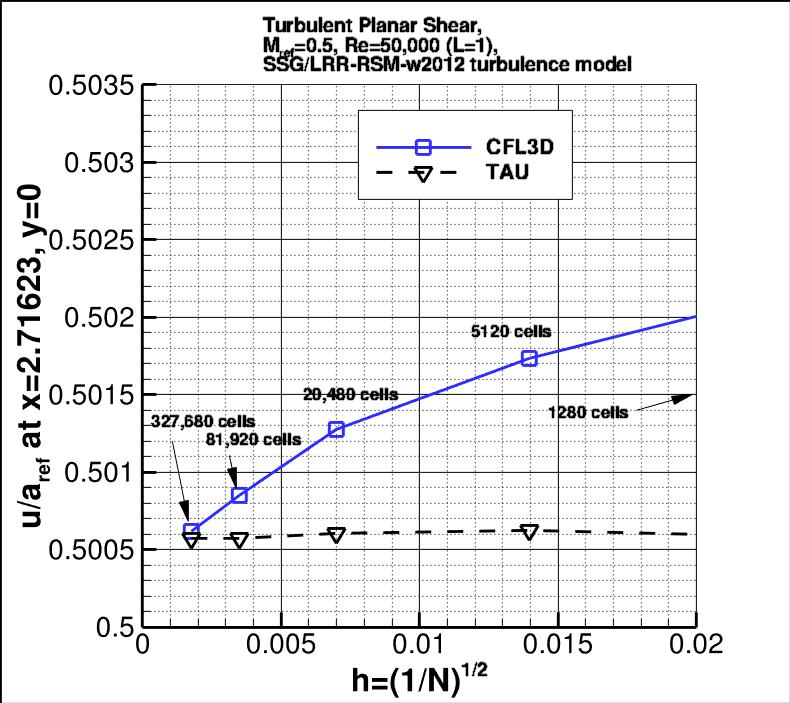 Turbulent Planar Shear,
M_ref=0.5, Re=50,000 (L=1),
SSG/LRR-RSM-w2012 turbulence model
0.5035
0.503
0.5025
0.502
0.5015
0.501
0.5005
0.5
u/a_ref at x=2.71623, y=0
CFL3D
TAU
5120 cells
20,480 cells
1280 cells
327,680 cells
81,920 cells
0
0.005
0.01
0.015
0.02
h=(1/N)^1/2